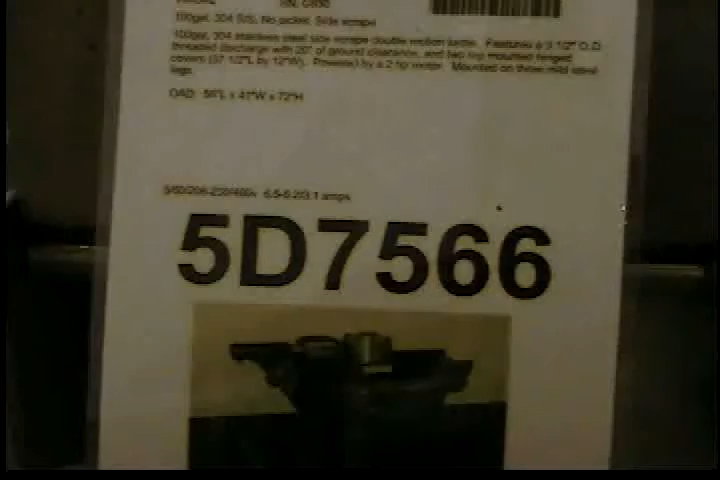 100gal, 304 S/S, No jacket, Side scrape
100gal, 304 stainless steel side scrape double motion kettle. Features a 3 1/2" O.D.
threaded discharge with 20" of ground clearance, and two top mounted hinged
covers (37 1/2"L by 12"W). Powered by a 2 hp motor. Mounted on three mild steel
legs.
OAD: 56"L x 41"W x 72"H
amps
5D7566